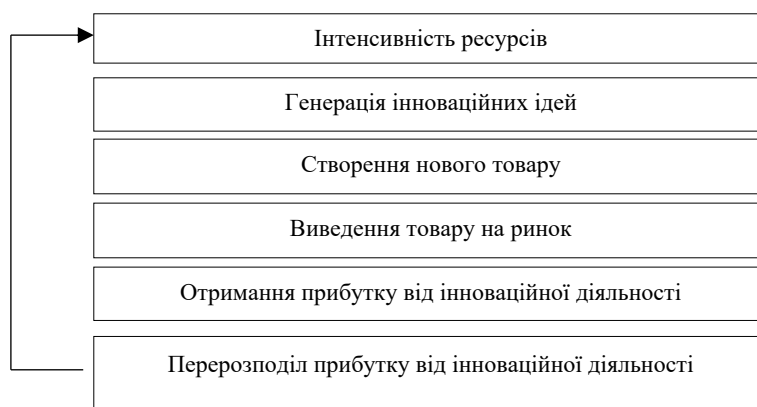 Інтенсивність ресурсів
Генерація інноваційних ідей
Створення нового товару
Виведення товару на ринок
Отримання прибутку від інноваційної діяльності
Перерозподіл прибутку від інноваційної діяльності